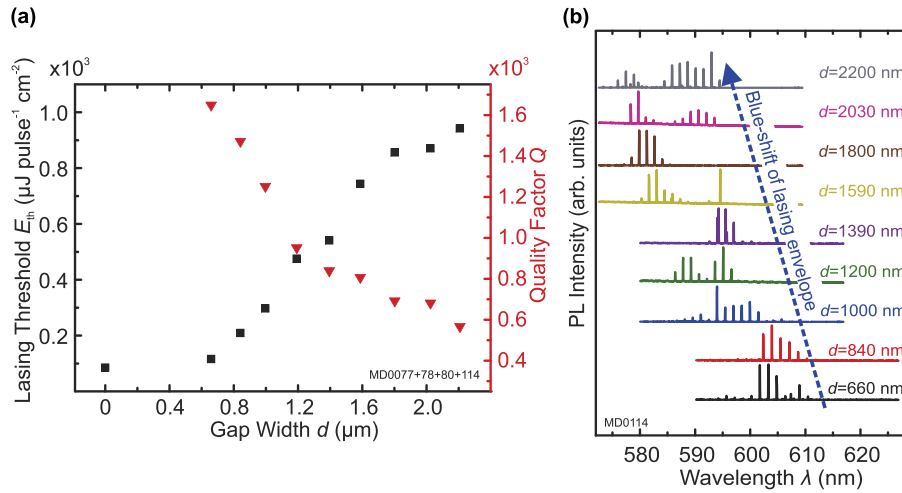 (a)
x10³
x10³
1.0
0.8
0.6
0.4
0.2
Lasing Threshold Eth (µJ pulse⁻¹ cm⁻²)
1.6
1.4
1.2
1.0
0.8
0.6
0.4
Quality Factor Q
MD0077+78+80+114
0
0.4
0.8
1.2
1.6
2.0
Gap Width d (µm)
(b)
PL Intensity (arb. units)
d=2200 nm
d=2030 nm
d=1800 nm
d=1590 nm
d=1390 nm
d=1200 nm
d=1000 nm
d=840 nm
d=660 nm
Blue-shift of lasing envelope
MD0114
580
590
600
610
620
Wavelength λ (nm)